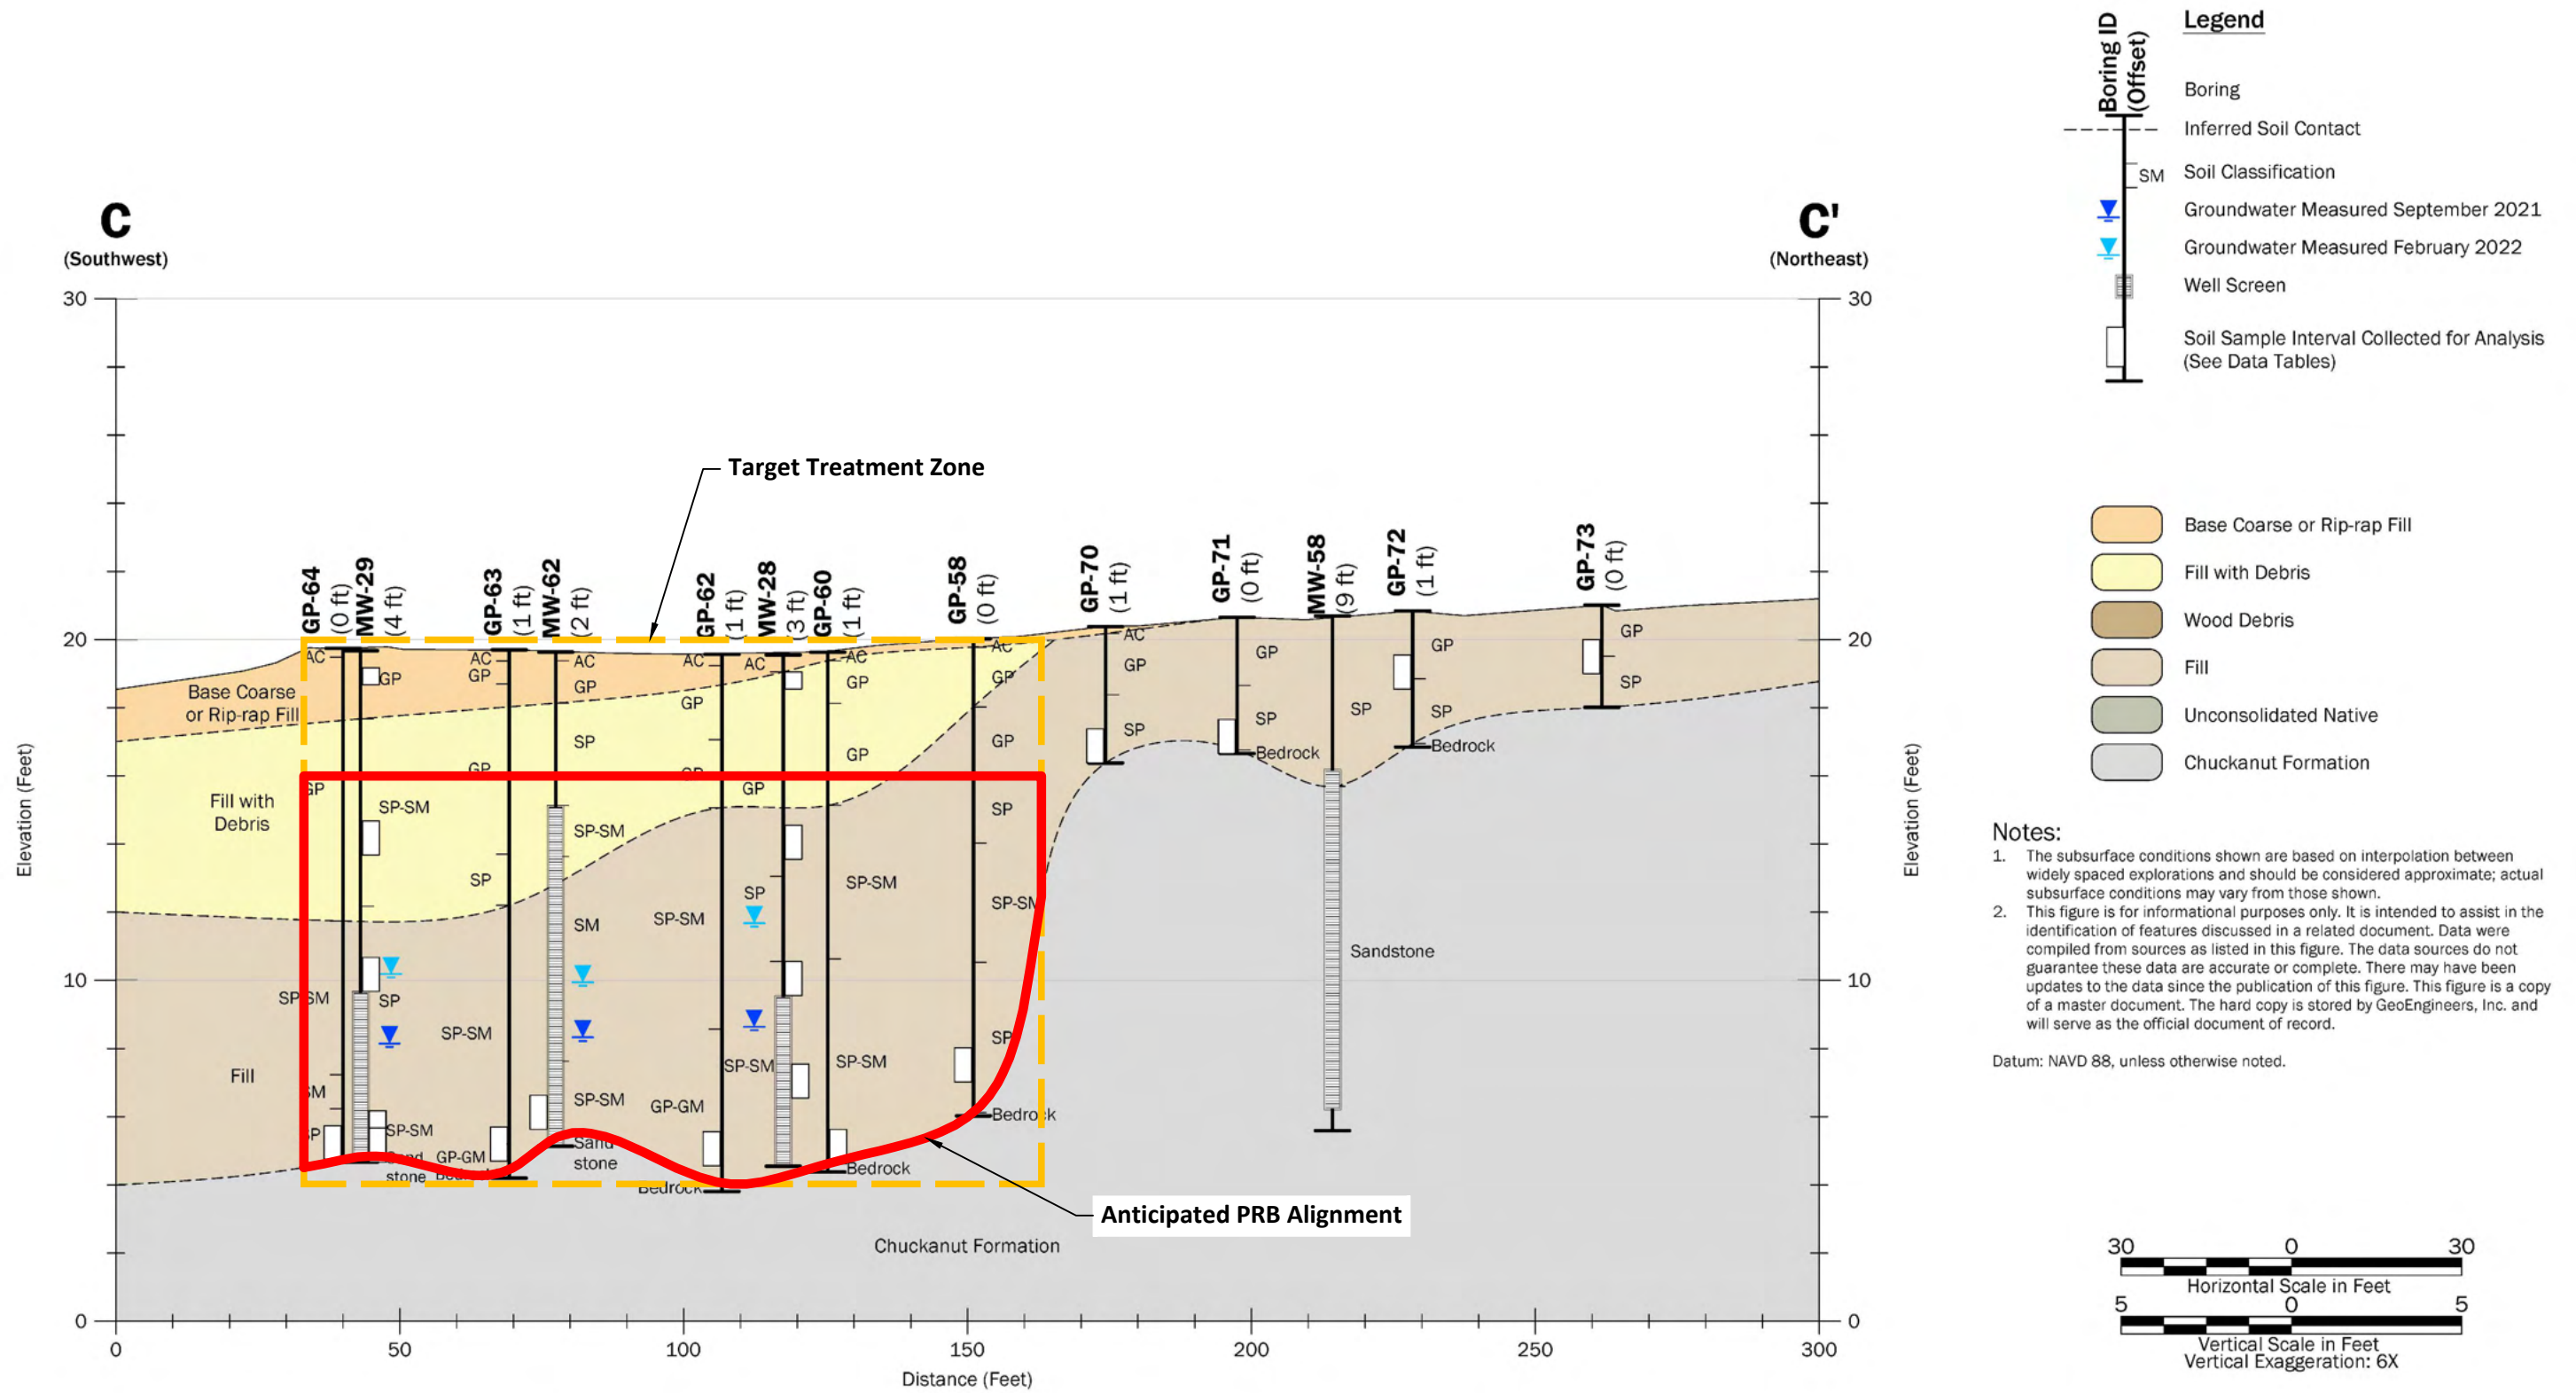 C
(Southwest)
C'
(Northeast)
Target Treatment Zone
GP-64
(0 ft)
MW-29
(4 ft)
GP-63
(1 ft)
MW-62
(2 ft)
GP-62
(1 ft)
MW-28
(3 ft)
GP-60
(1 ft)
GP-58
(0 ft)
GP-70
(1 ft)
GP-71
(0 ft)
MW-58
(9 ft)
GP-72
(1 ft)
GP-73
(0 ft)
30
20
10
0
30
20
10
0
Elevation (Feet)
Elevation (Feet)
AC
AC
GP
AC
AC
AC
AC
AC
AC
GP
GP
GP
GP
GP
GP
GP
GP
GP
GP
Base Coarse
or Rip-rap Fill
GP
SP
GP
SP
SP
SP
SP
SP
SP
GP
GP
GP
GP
Bedrock
Bedrock
Fill with
Debris
SP-SM
SP-SM
SP
SP
SP
SP-SM
SP-SM
SP-SM
SM
Sandstone
SP-SM
SP
SP-SM
SP
SP-SM
SP-SM
Fill
SM
SP-SM
GP-GM
SP
SP-SM
Bedrock
GP-GM
Sand
stone
Sand
stone
Bedrock
Bedrock
Bedrock
Anticipated PRB Alignment
Chuckanut Formation
0
50
100
150
200
250
300
Distance (Feet)
Legend
Boring ID
(Offset)
Boring
Inferred Soil Contact
SM
Soil Classification
Groundwater Measured September 2021
Groundwater Measured February 2022
Well Screen
Soil Sample Interval Collected for Analysis
(See Data Tables)
Base Coarse or Rip-rap Fill
Fill with Debris
Wood Debris
Fill
Unconsolidated Native
Chuckanut Formation
Notes:
1. The subsurface conditions shown are based on interpolation between
widely spaced explorations and should be considered approximate; actual
subsurface conditions may vary from those shown.
2. This figure is for informational purposes only. It is intended to assist in the
identification of features discussed in a related document. Data were
compiled from sources as listed in this figure. The data sources do not
guarantee these data are accurate or complete. There may have been
updates to the data since the publication of this figure. This figure is a copy
of a master document. The hard copy is stored by GeoEngineers, Inc. and
will serve as the official document of record.
Datum: NAVD 88, unless otherwise noted.
30 0 30
Horizontal Scale in Feet
5 0 5
Vertical Scale in Feet
Vertical Exaggeration: 6X